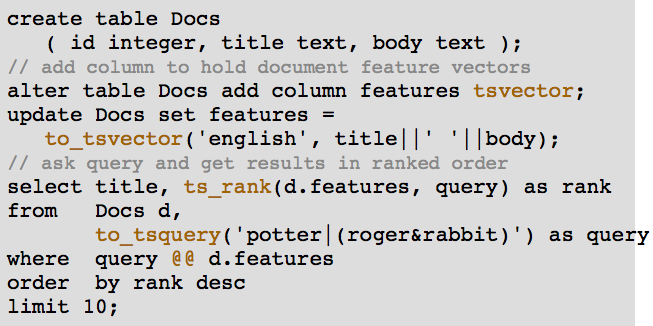 create table Docs
( id integer, title text, body text );
// add column to hold document feature vectors
alter table Docs add column features tsvector;
update Docs set features =
to_tsvector('english', title||' '||body);
// ask query and get results in ranked order
select title, ts_rank(d.features, query) as rank
from Docs d,
to_tsquery('potter|(roger&rabbit)') as query
where query @@ d.features
order by rank desc
limit 10;